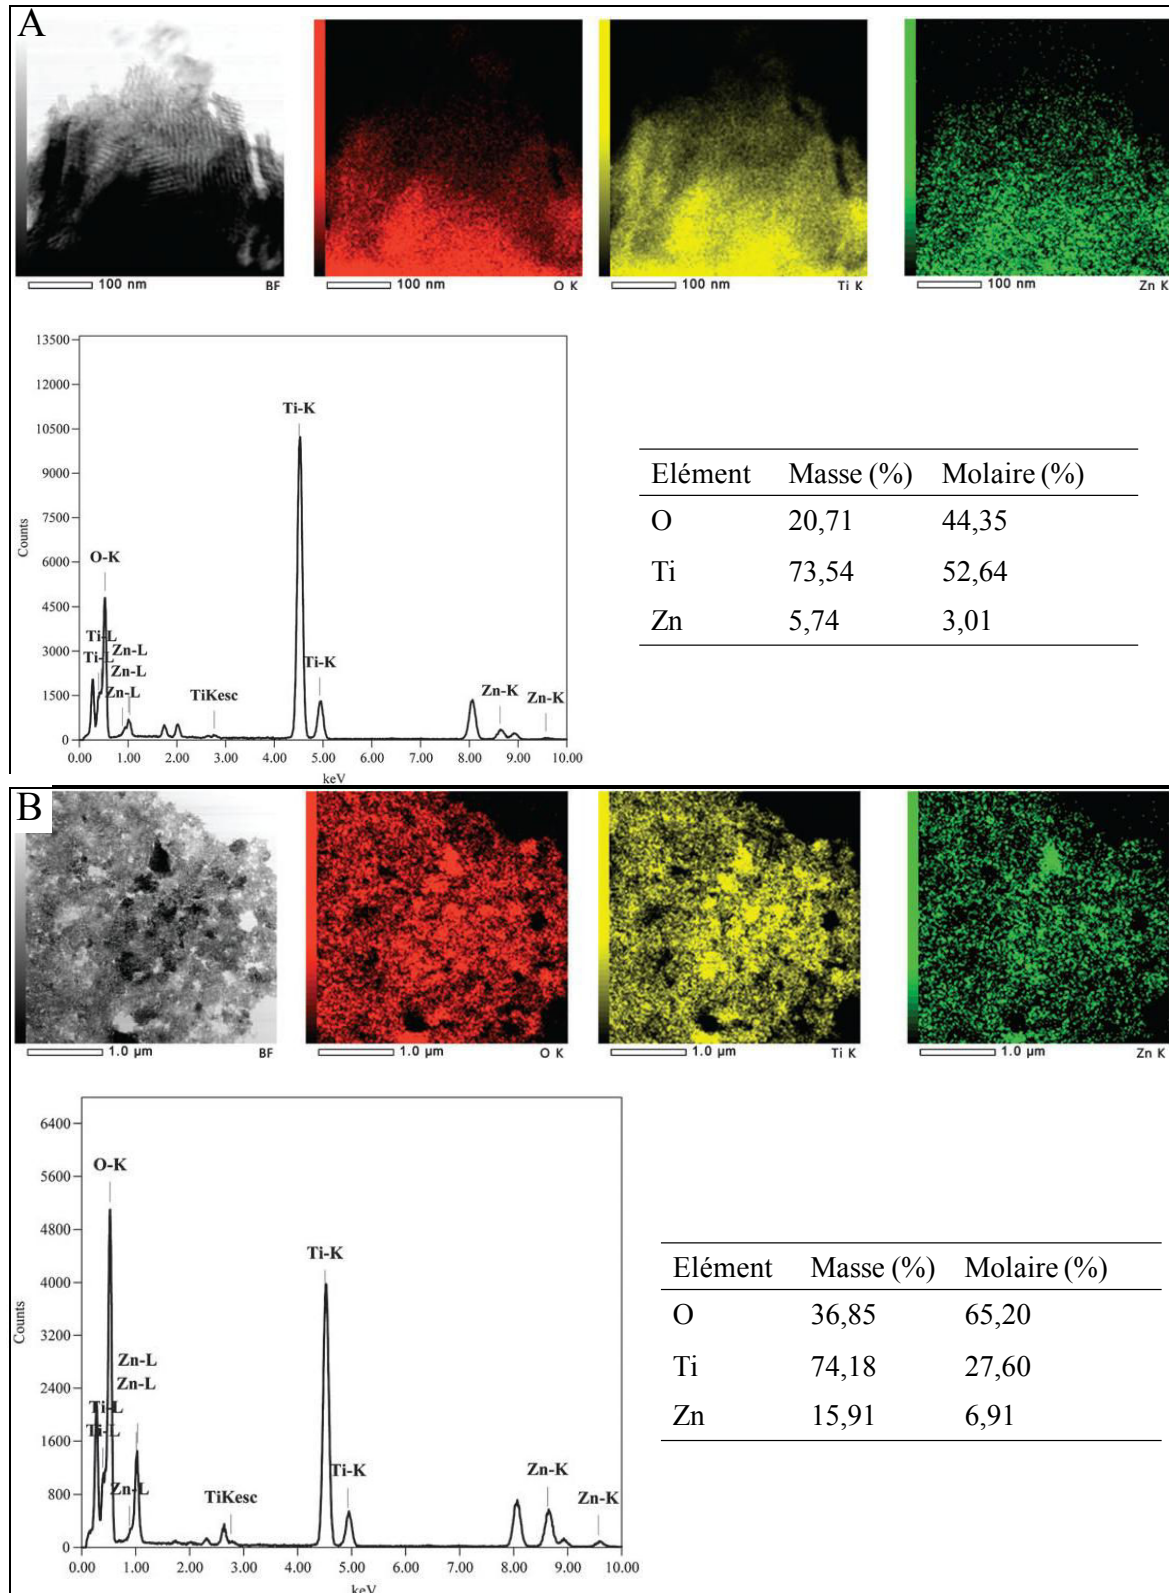 A
100 nm BF
100 nm O K
100 nm Ti K
100 nm Zn K
13500
12000
10500
9000
7500
6000
4500
3000
1500
0
Counts
Ti-K
O-K
Ti-L
Ti-L
Zn-L
Zn-L
Zn-L
TiKesc
Ti-K
Zn-K
Zn-K
0.00 1.00 2.00 3.00 4.00 5.00 6.00 7.00 8.00 9.00 10.00
keV
Elément Masse (%) Molaire (%)
O 20,71 44,35
Ti 73,54 52,64
Zn 5,74 3,01
B
1.0 µm BF
1.0 µm O K
1.0 µm Ti K
1.0 µm Zn K
6400
5600
4800
4000
3200
2400
1600
800
0
Counts
O-K
Ti-K
Zn-L
Zn-L
Ti-L
Ti-L
Zn-L
TiKesc
Ti-K
Zn-K
Zn-K
0.00 1.00 2.00 3.00 4.00 5.00 6.00 7.00 8.00 9.00 10.00
keV
Elément Masse (%) Molaire (%)
O 36,85 65,20
Ti 74,18 27,60
Zn 15,91 6,91